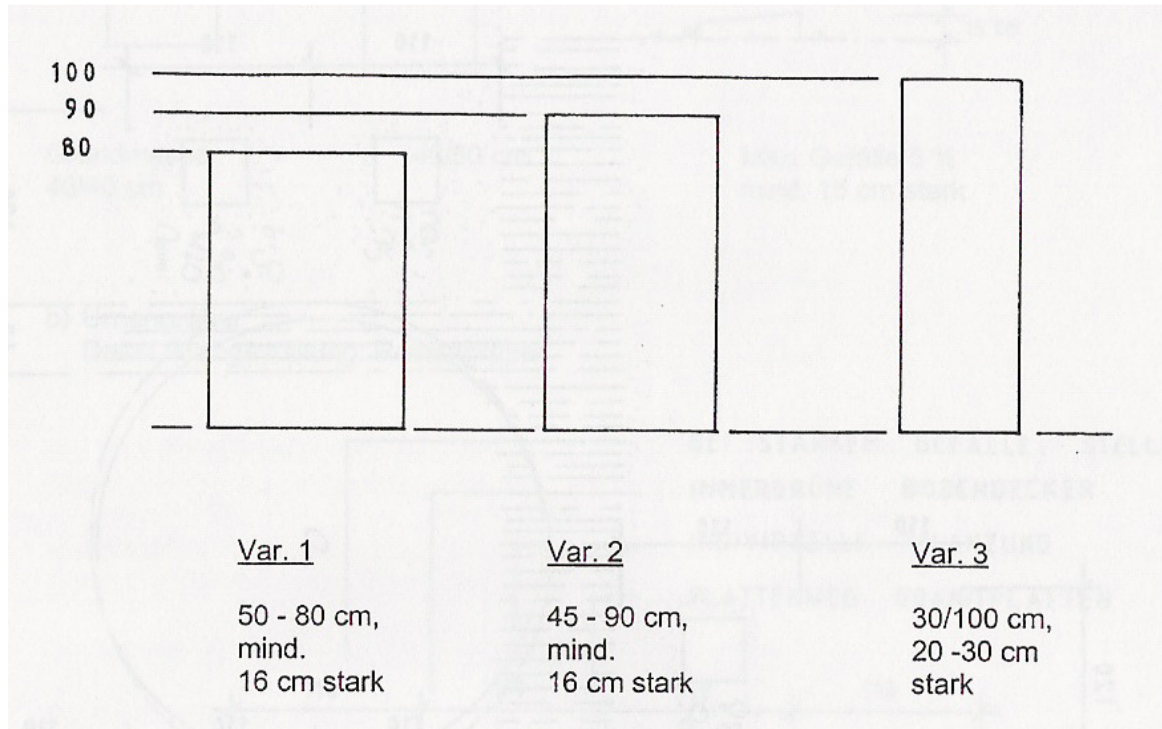 100
90
80
Var. 1
50 - 80 cm,
mind.
16 cm stark
Var. 2
45 - 90 cm,
mind.
16 cm stark
Var. 3
30/100 cm,
20 -30 cm
stark